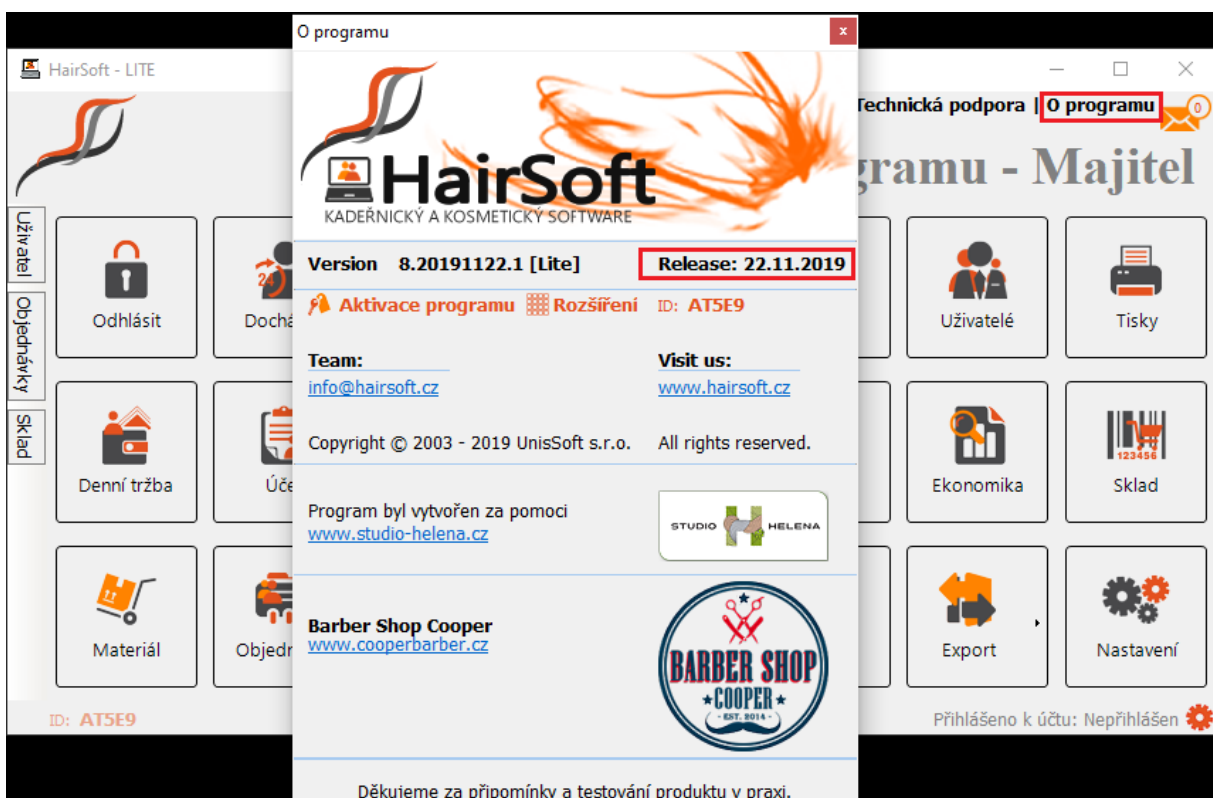 O programu
x
HairSoft - LITE
Technická podpora | O programu
0
gramu - Majitel
HairSoft
KADEŘNICKÝ A KOSMETICKÝ SOFTWARE
Version 8.20191122.1 [Lite] Release: 22.11.2019
Aktivace programu Rozšíření ID: AT5E9
Team: Visit us:
info@hairsoft.cz www.hairsoft.cz
Copyright © 2003 - 2019 UnisSoft s.r.o. All rights reserved.
Program byl vytvořen za pomoci
www.studio-helena.cz
STUDIO HELENA
Barber Shop Cooper
www.cooperbarber.cz
BARBER SHOP
COOPER
- EST. 2014 -
Děkujeme za připomínky a testování produktu v praxi.
Uživatel
Objednávky
Sklad
24
Odhlásit
Dochá
Uživatelé
Tisky
Denní tržba
Úče
Ekonomika
123456
Sklad
Materiál
Objedn
Export
Nastavení
ID: AT5E9
Přihlášeno k účtu: Nepřihlášen